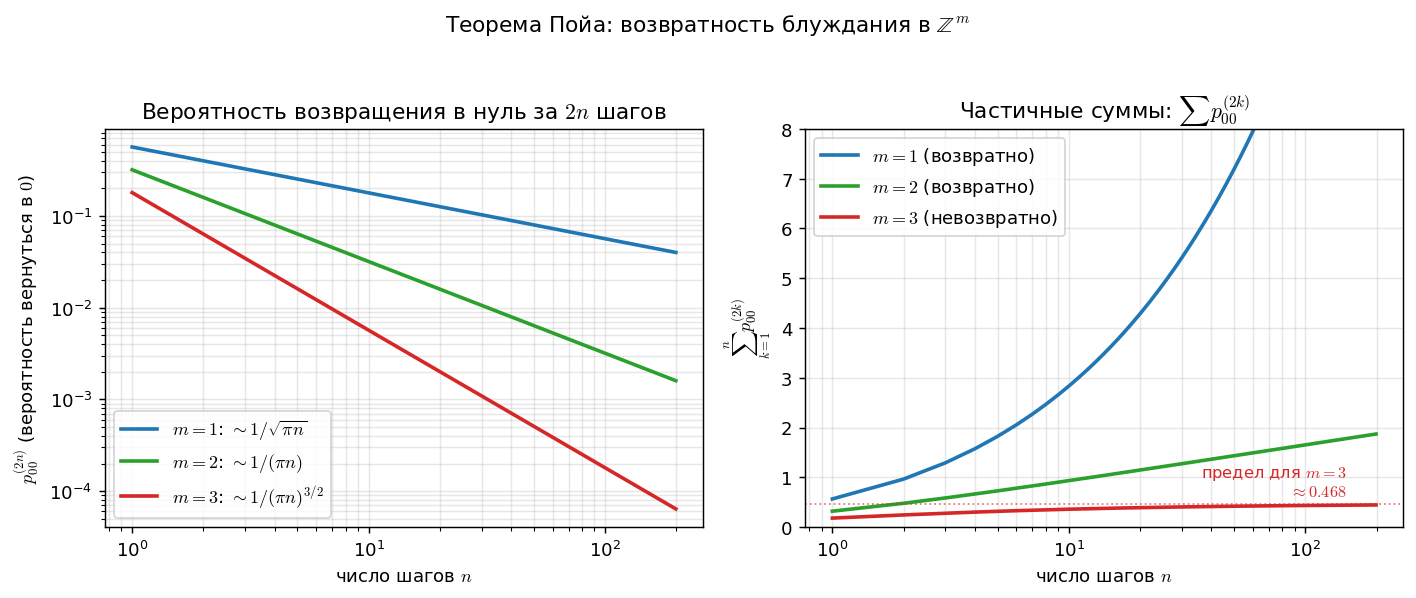 Теорема Пойа: возвратность блуждания в ℤ^m
Вероятность возвращения в нуль за 2n шагов
p_00^(2n) (вероятность вернуться в 0)
10^−1
10^−2
10^−3
10^−4
m = 1: ~1/√(πn)
m = 2: ~1/(πn)
m = 3: ~1/(πn)^3/2
10^0
10^1
10^2
число шагов n
Частичные суммы: ∑ p_00^(2k)
∑_{k=1}^n p_00^(2k)
8
7
6
5
4
3
2
1
0
m = 1 (возвратно)
m = 2 (возвратно)
m = 3 (невозвратно)
предел для m = 3
≈ 0.468
10^0
10^1
10^2
число шагов n